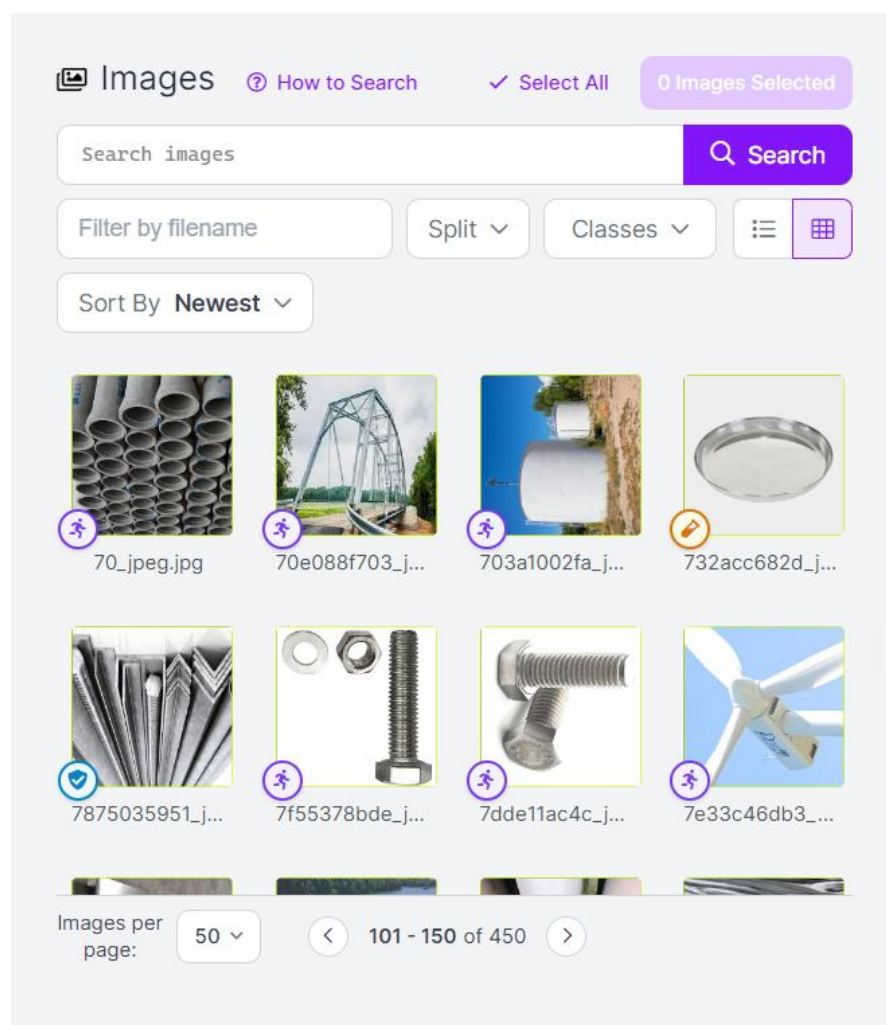 Images How to Search Select All 0 Images Selected
Search images Search
Filter by filename Split Classes
Sort By Newest
70_jpeg.jpg 70e088f703_j... 703a1002fa_j... 732acc682d_j...
7875035951_j... 7f55378bde_j... 7dde11ac4c_j... 7e33c46db3_...
Images per page: 50 101 - 150 of 450